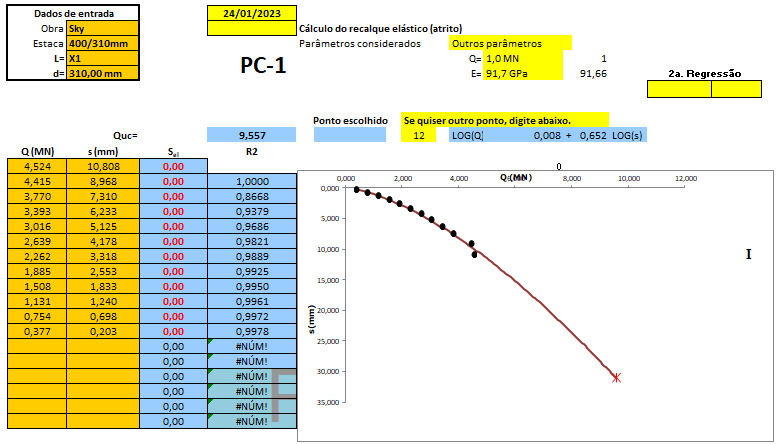 Dados de entrada
24/01/2023
Obra Sky
Cálculo do recalque elástico (atrito)
Estaca 400/310mm
Parâmetros considerados Outros parâmetros
L= X1
PC-1
Q= 1,0 MN 1
d= 310,00 mm
E= 91,7 GPa 91,66
2a. Regressão
Ponto escolhido Se quiser outro ponto, digite abaixo.
Quc= 9,557 12 LOG(Q) 0,008 + 0,652 LOG(s)
Q (MN) s (mm) Sel R2
4,524 10,808 0,00
4,415 8,968 0,00 1,0000
3,770 7,310 0,00 0,8668
3,393 6,233 0,00 0,9379
3,016 5,125 0,00 0,9686
2,639 4,178 0,00 0,9821
2,262 3,318 0,00 0,9889
1,885 2,553 0,00 0,9925
1,508 1,833 0,00 0,9950
1,131 1,240 0,00 0,9961
0,754 0,698 0,00 0,9972
0,377 0,203 0,00 0,9978
0,00 #NÚM!
0,00 #NÚM!
0,00 #NÚM!
0,00 #NÚM!
0,00 #NÚM!
0,00 #NÚM!
0
Q (MN)
0,000 2,000 4,000 6,000 8,000 10,000 12,000
0,000
5,000
10,000
15,000
20,000
25,000
30,000
35,000
s (mm)